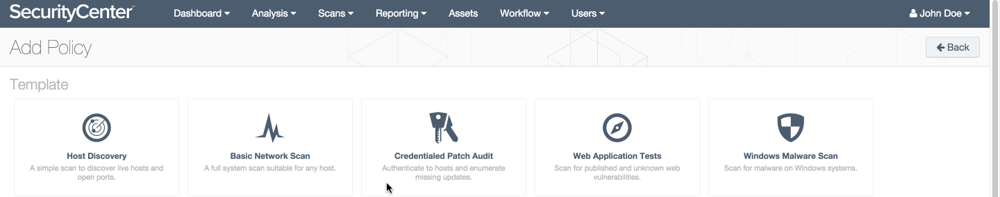 SecurityCenter Dashboard Analysis Scans Reporting Assets Workflow Users John Doe
Add Policy Back
Template
Host Discovery
A simple scan to discover live hosts and
open ports.
Basic Network Scan
A full system scan suitable for any host.
Credentialed Patch Audit
Authenticate to hosts and enumerate
missing updates.
Web Application Tests
Scan for published and unknown web
vulnerabilities.
Windows Malware Scan
Scan for malware on Windows systems.